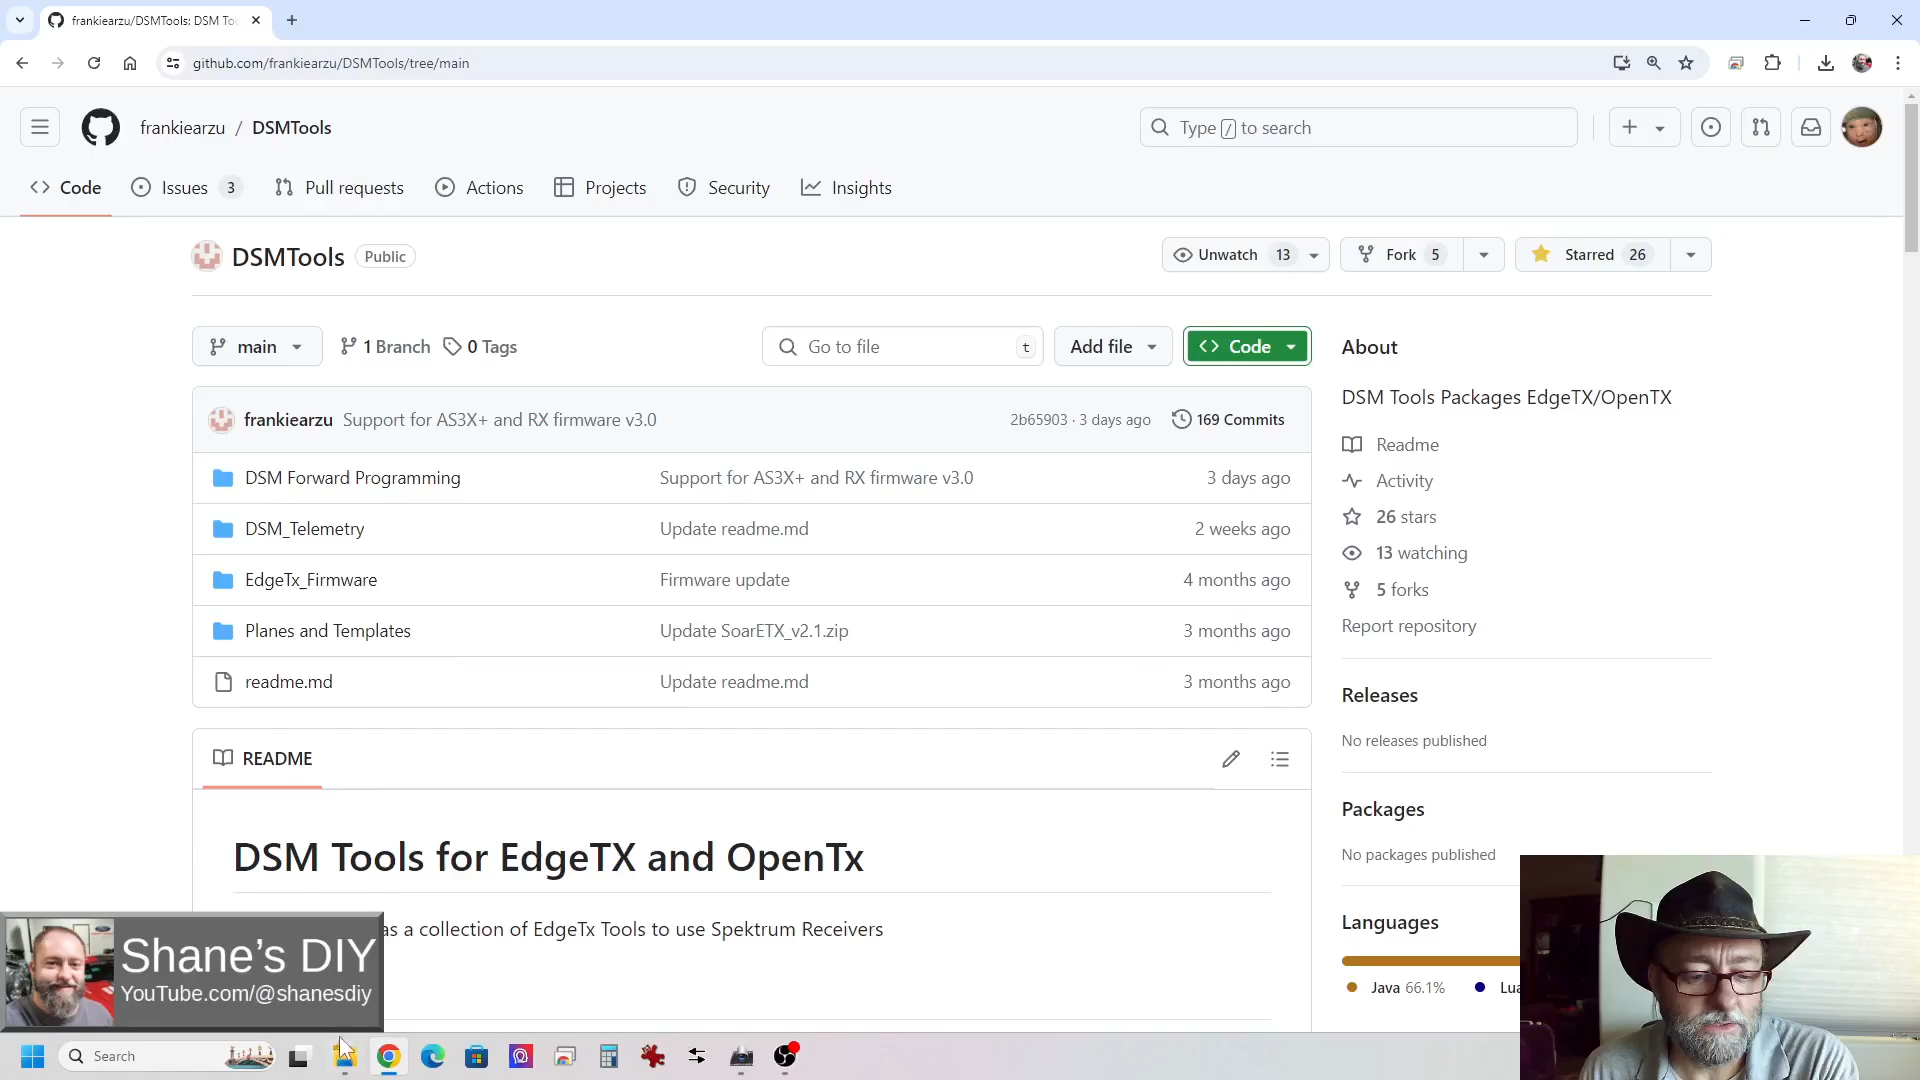 frankiearzu/DSMTools: DSM Too
github.com/frankiearzu/DSMTools/tree/main
frankiearzu / DSMTools
Type / to search
Code
Issues 3
Pull requests
Actions
Projects
Security
Insights
DSMTools Public
Unwatch 13
Fork 5
Starred 26
main
1 Branch
0 Tags
Go to file t
Add file
Code
frankiearzu Support for AS3X+ and RX firmware v3.0 2b65903 · 3 days ago 169 Commits
DSM Forward Programming Support for AS3X+ and RX firmware v3.0 3 days ago
DSM_Telemetry Update readme.md 2 weeks ago
EdgeTx_Firmware Firmware update 4 months ago
Planes and Templates Update SoarETX_v2.1.zip 3 months ago
readme.md Update readme.md 3 months ago
README
DSM Tools for EdgeTX and OpenTx
as a collection of EdgeTx Tools to use Spektrum Receivers
About
DSM Tools Packages EdgeTX/OpenTX
Readme
Activity
26 stars
13 watching
5 forks
Report repository
Releases
No releases published
Packages
No packages published
Languages
Java 66.1%
Lua
Shane's DIY
YouTube.com/@shanesdiy
Search